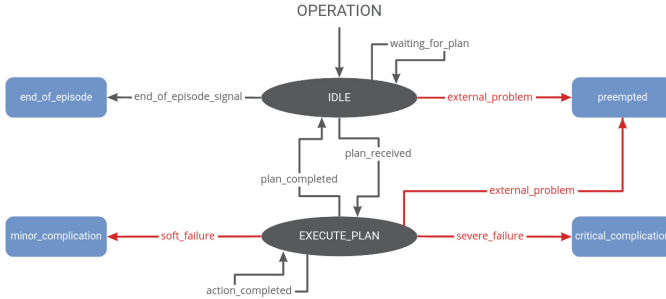 OPERATION
waiting_for_plan
end_of_episode
end_of_episode_signal
IDLE
external_problem
preempted
plan_received
plan_completed
external_problem
minor_complication
soft_failure
EXECUTE_PLAN
severe_failure
critical_complication
action_completed